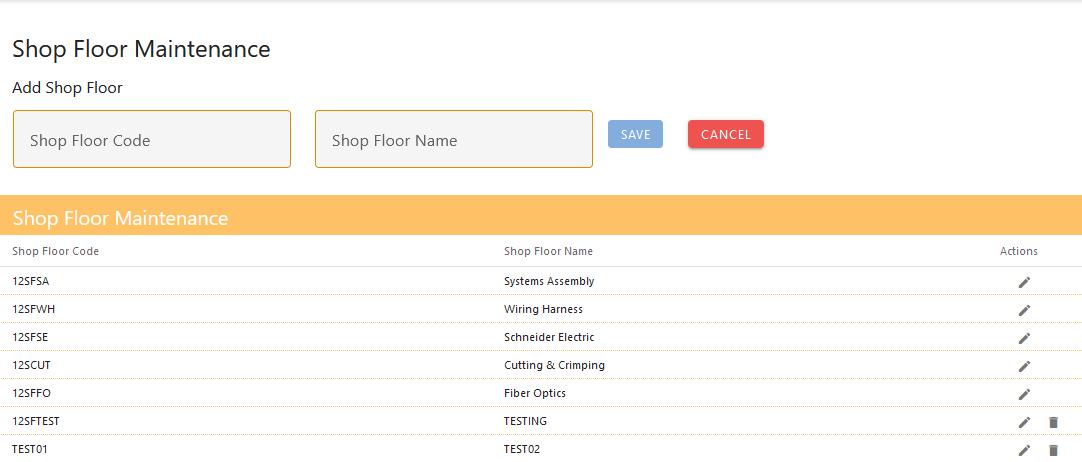 Shop Floor Maintenance
Add Shop Floor
Shop Floor Code Shop Floor Name SAVE CANCEL
Shop Floor Maintenance
Shop Floor Code Shop Floor Name Actions
12SFSA Systems Assembly
12SFWH Wiring Harness
12SFSE Schneider Electric
12SCUT Cutting & Crimping
12SFFO Fiber Optics
12SFTEST TESTING
TEST01 TEST02